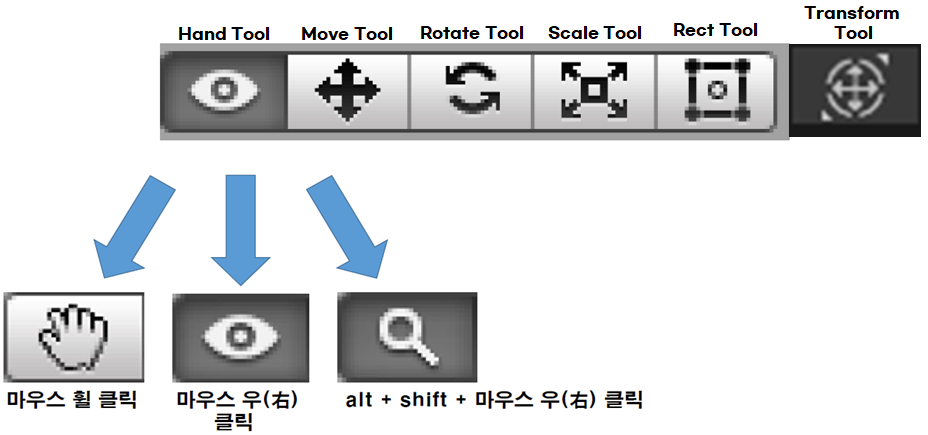 Hand Tool
Move Tool
Rotate Tool
Scale Tool
Rect Tool
Transform
Tool
마우스 휠 클릭
마우스 우(右)
클릭
alt + shift + 마우스 우(右) 클릭